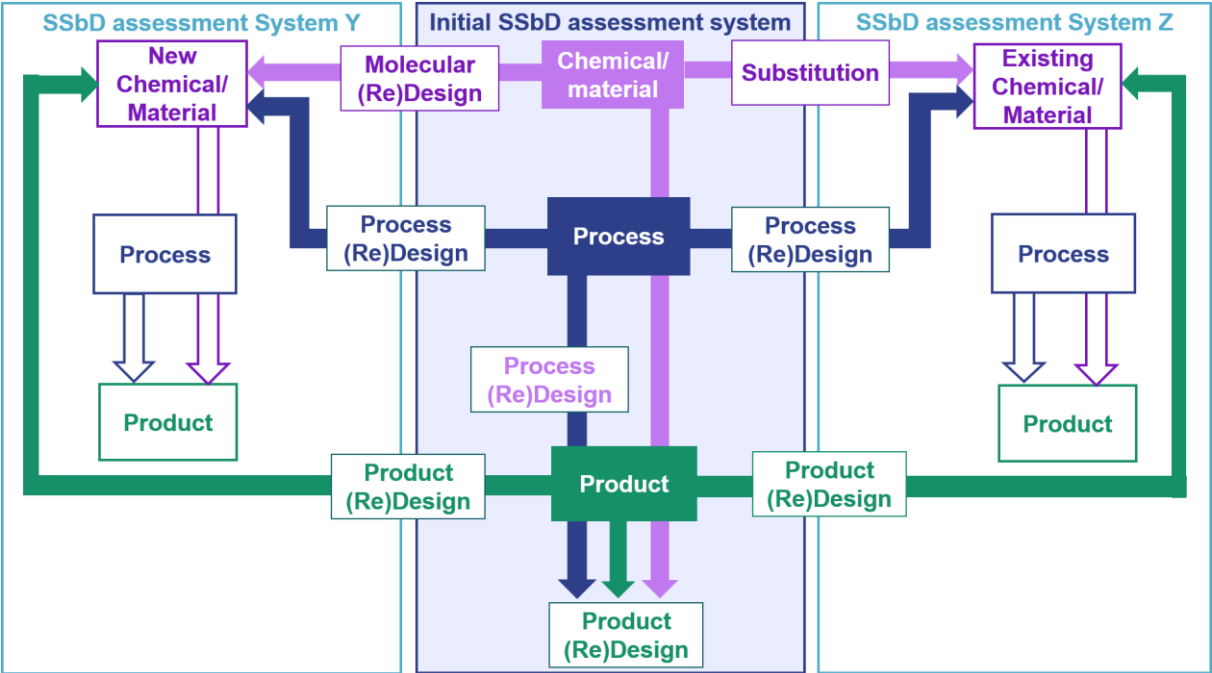 SSbD assessment System Y
Initial SSbD assessment system
SSbD assessment System Z
New
Chemical/
Material
Molecular
(Re)Design
Chemical/
material
Substitution
Existing
Chemical/
Material
Process
Process
(Re)Design
Process
Process
(Re)Design
Process
Process
(Re)Design
Product
Product
(Re)Design
Product
Product
(Re)Design
Product
Product
(Re)Design